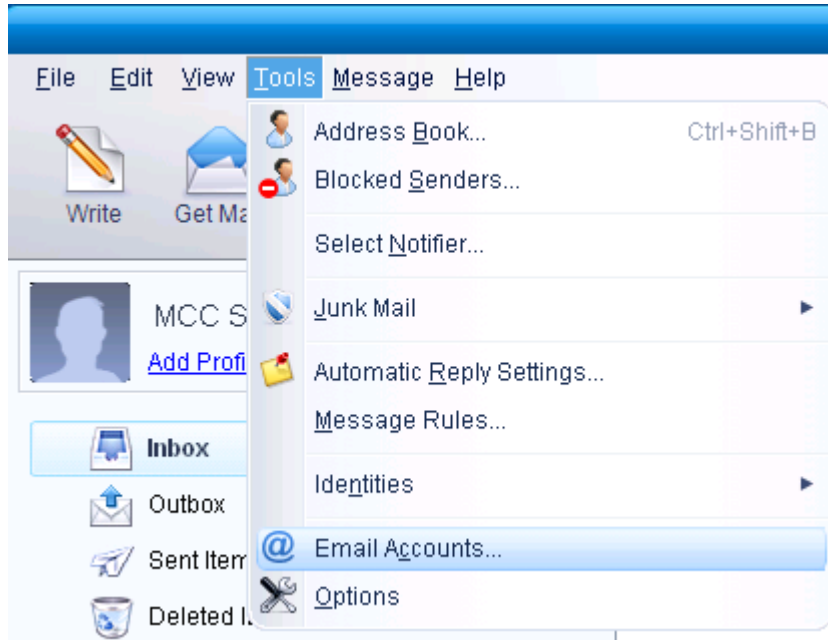 File Edit View Tools Message Help
Write Get Ma
Address Book... Ctrl+Shift+B
Blocked Senders...
Select Notifier...
Junk Mail
Automatic Reply Settings...
Message Rules...
Identities
Email Accounts...
Options
MCC S
Add Profi
Inbox
Outbox
Sent Item
Deleted I